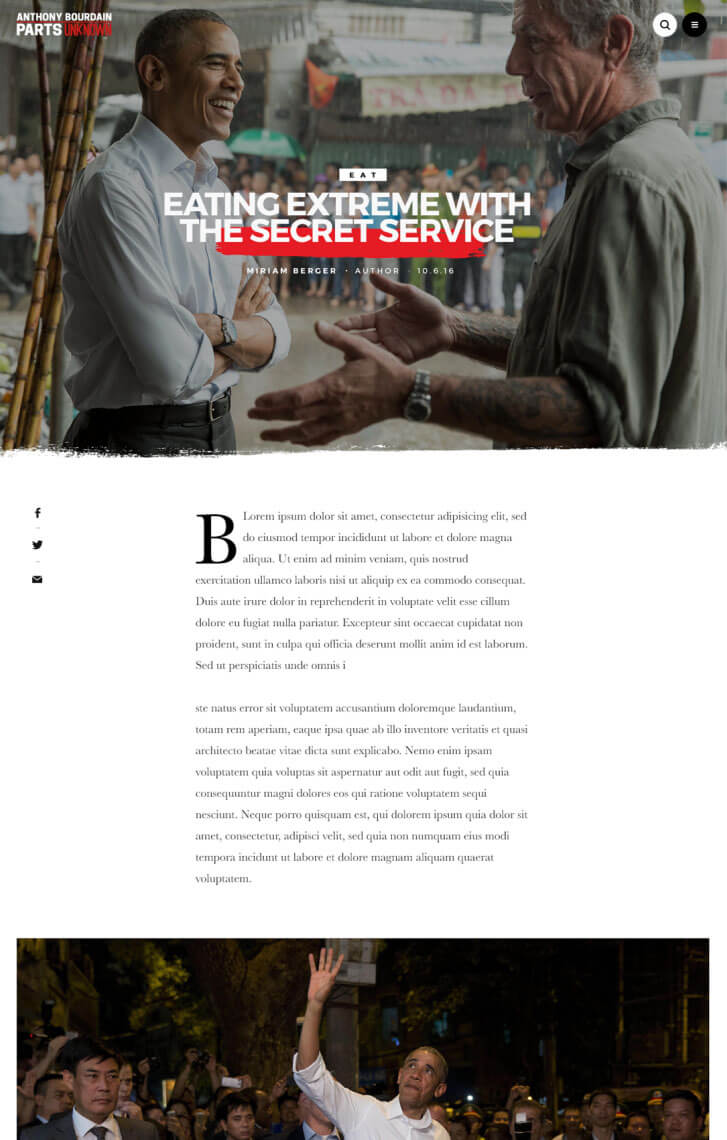 ANTHONY BOURDAIN
PARTS UNKNOWN
TRÀ ĐÁ
EAT
EATING EXTREME WITH
THE SECRET SERVICE
MIRIAM BERGER · AUTHOR · 10.6.16
B Lorem ipsum dolor sit amet, consectetur adipisicing elit, sed
do eiusmod tempor incididunt ut labore et dolore magna
aliqua. Ut enim ad minim veniam, quis nostrud
exercitation ullamco laboris nisi ut aliquip ex ea commodo consequat.
Duis aute irure dolor in reprehenderit in voluptate velit esse cillum
dolore eu fugiat nulla pariatur. Excepteur sint occaecat cupidatat non
proident, sunt in culpa qui officia deserunt mollit anim id est laborum.
Sed ut perspiciatis unde omnis i
ste natus error sit voluptatem accusantium doloremque laudantium,
totam rem aperiam, eaque ipsa quae ab illo inventore veritatis et quasi
architecto beatae vitae dicta sunt explicabo. Nemo enim ipsam
voluptatem quia voluptas sit aspernatur aut odit aut fugit, sed quia
consequuntur magni dolores eos qui ratione voluptatem sequi
nesciunt. Neque porro quisquam est, qui dolorem ipsum quia dolor sit
amet, consectetur, adipisci velit, sed quia non numquam eius modi
tempora incidunt ut labore et dolore magnam aliquam quaerat
voluptatem.